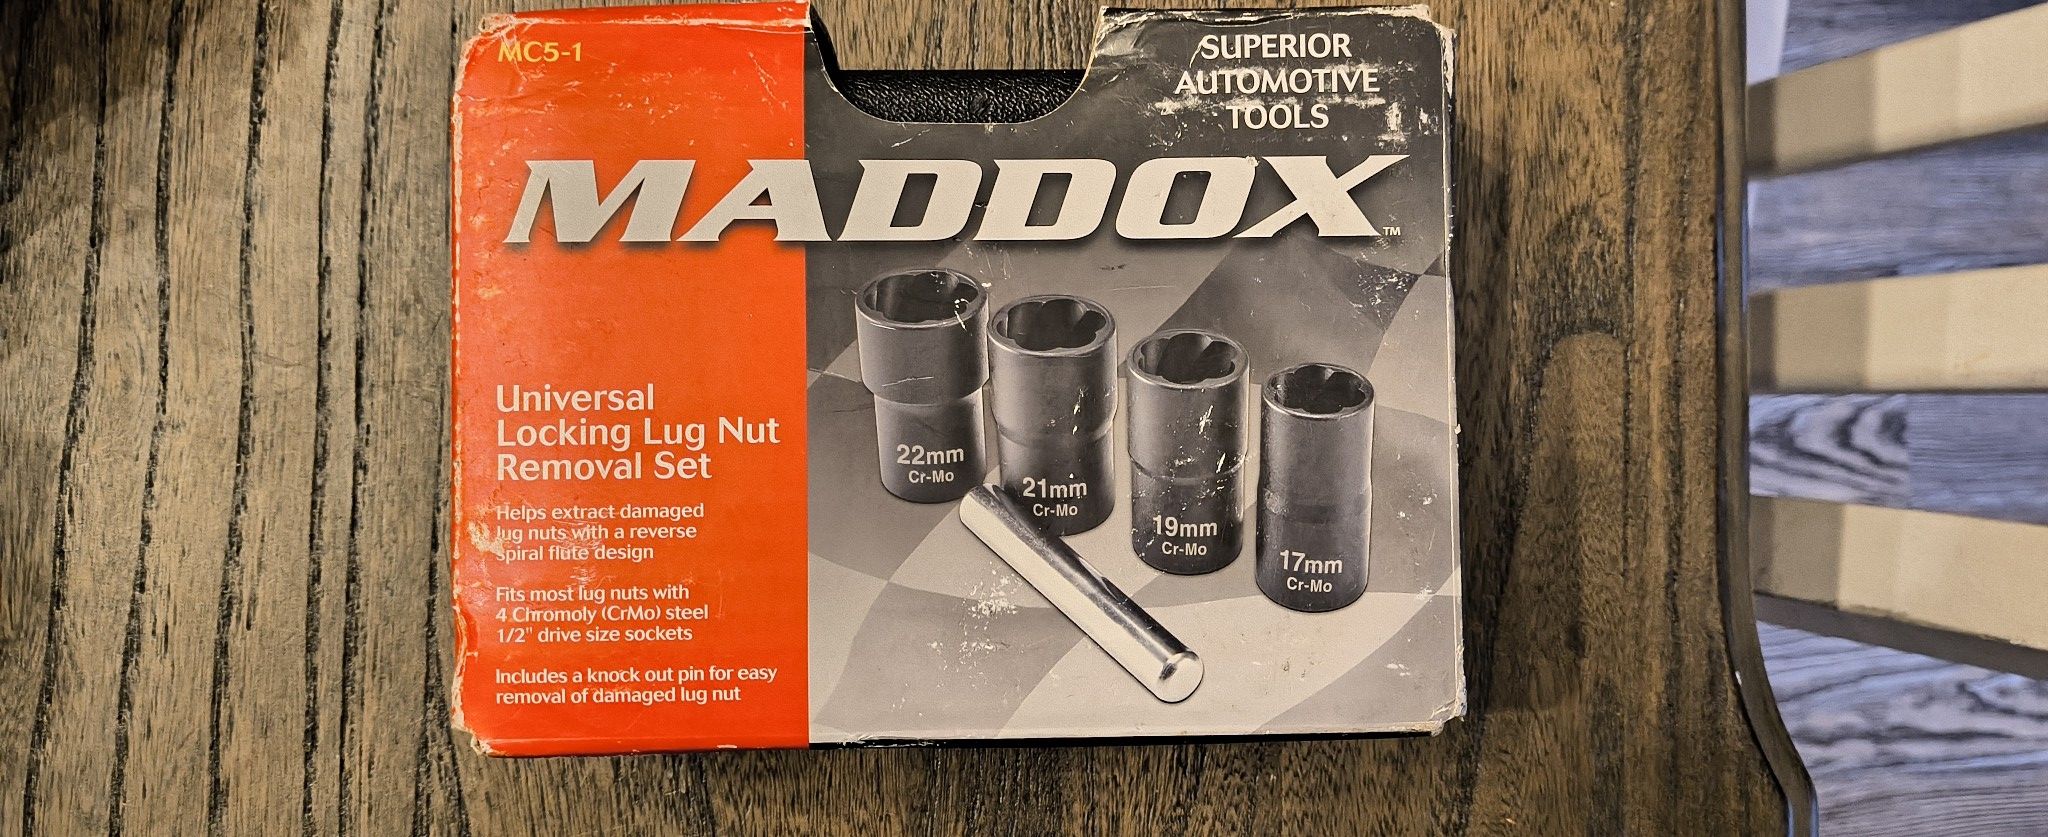 MC5-1
SUPERIOR
AUTOMOTIVE
TOOLS
MADDOX™
Universal
Locking Lug Nut
Removal Set
Helps extract damaged
lug nuts with a reverse
spiral flute design
Fits most lug nuts with
4 Chromoly (CrMo) steel
1/2" drive size sockets
Includes a knock out pin for easy
removal of damaged lug nut
22mm
Cr-Mo
21mm
Cr-Mo
19mm
Cr-Mo
17mm
Cr-Mo